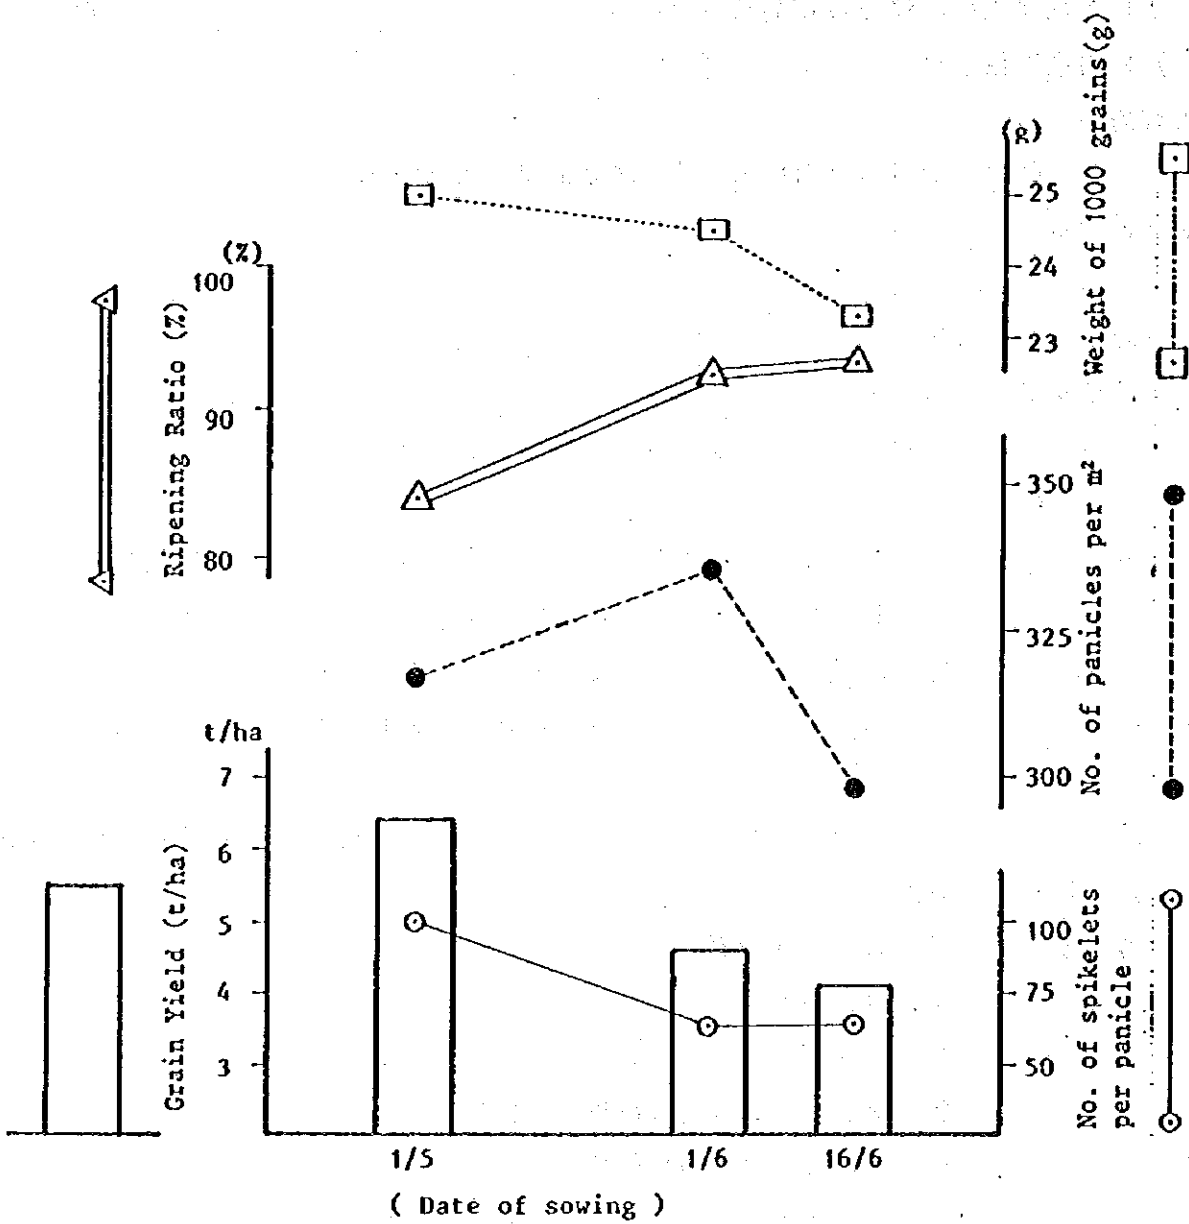 (%)
100
90
80
Ripening Ratio (%)
t/ha
7
6
5
4
3
Grain Yield (t/ha)
(g)
25
24
23
Weight of 1000 grains(g)
350
325
300
No. of panicles per m²
100
75
50
No. of spikelets
per panicle
1/5 1/6 16/6
( Date of sowing )